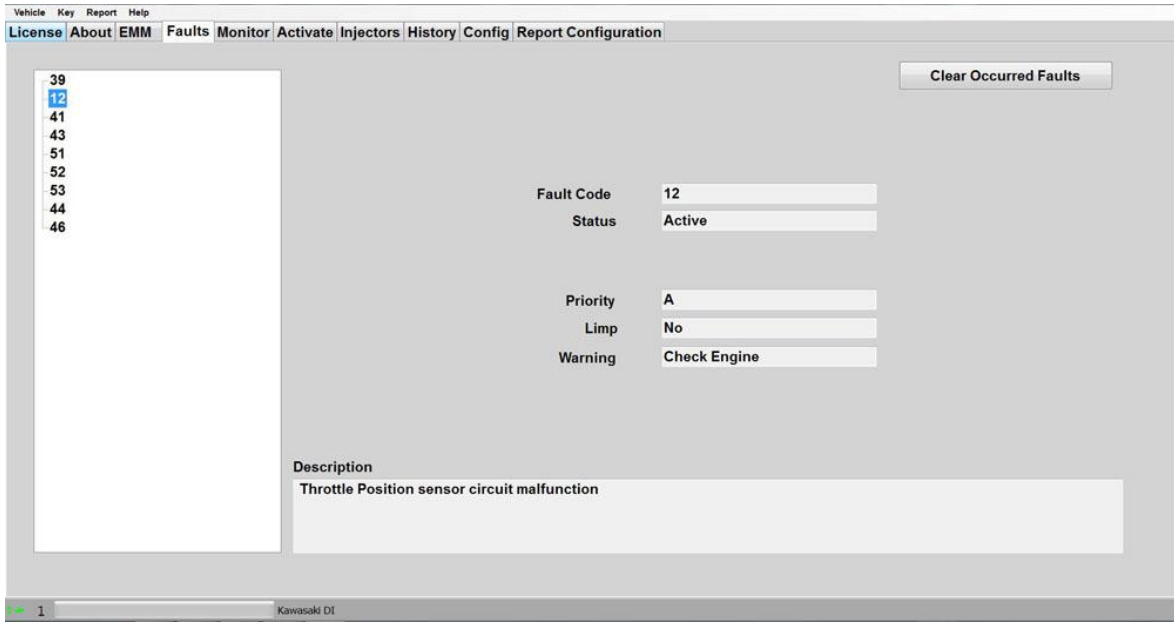 Vehicle Key Report Help
License About EMM Faults Monitor Activate Injectors History Config Report Configuration
Clear Occurred Faults
39
12
41
43
51
52
53
44
46
Fault Code 12
Status Active
Priority A
Limp No
Warning Check Engine
Description
Throttle Position sensor circuit malfunction
1 Kawasaki DI